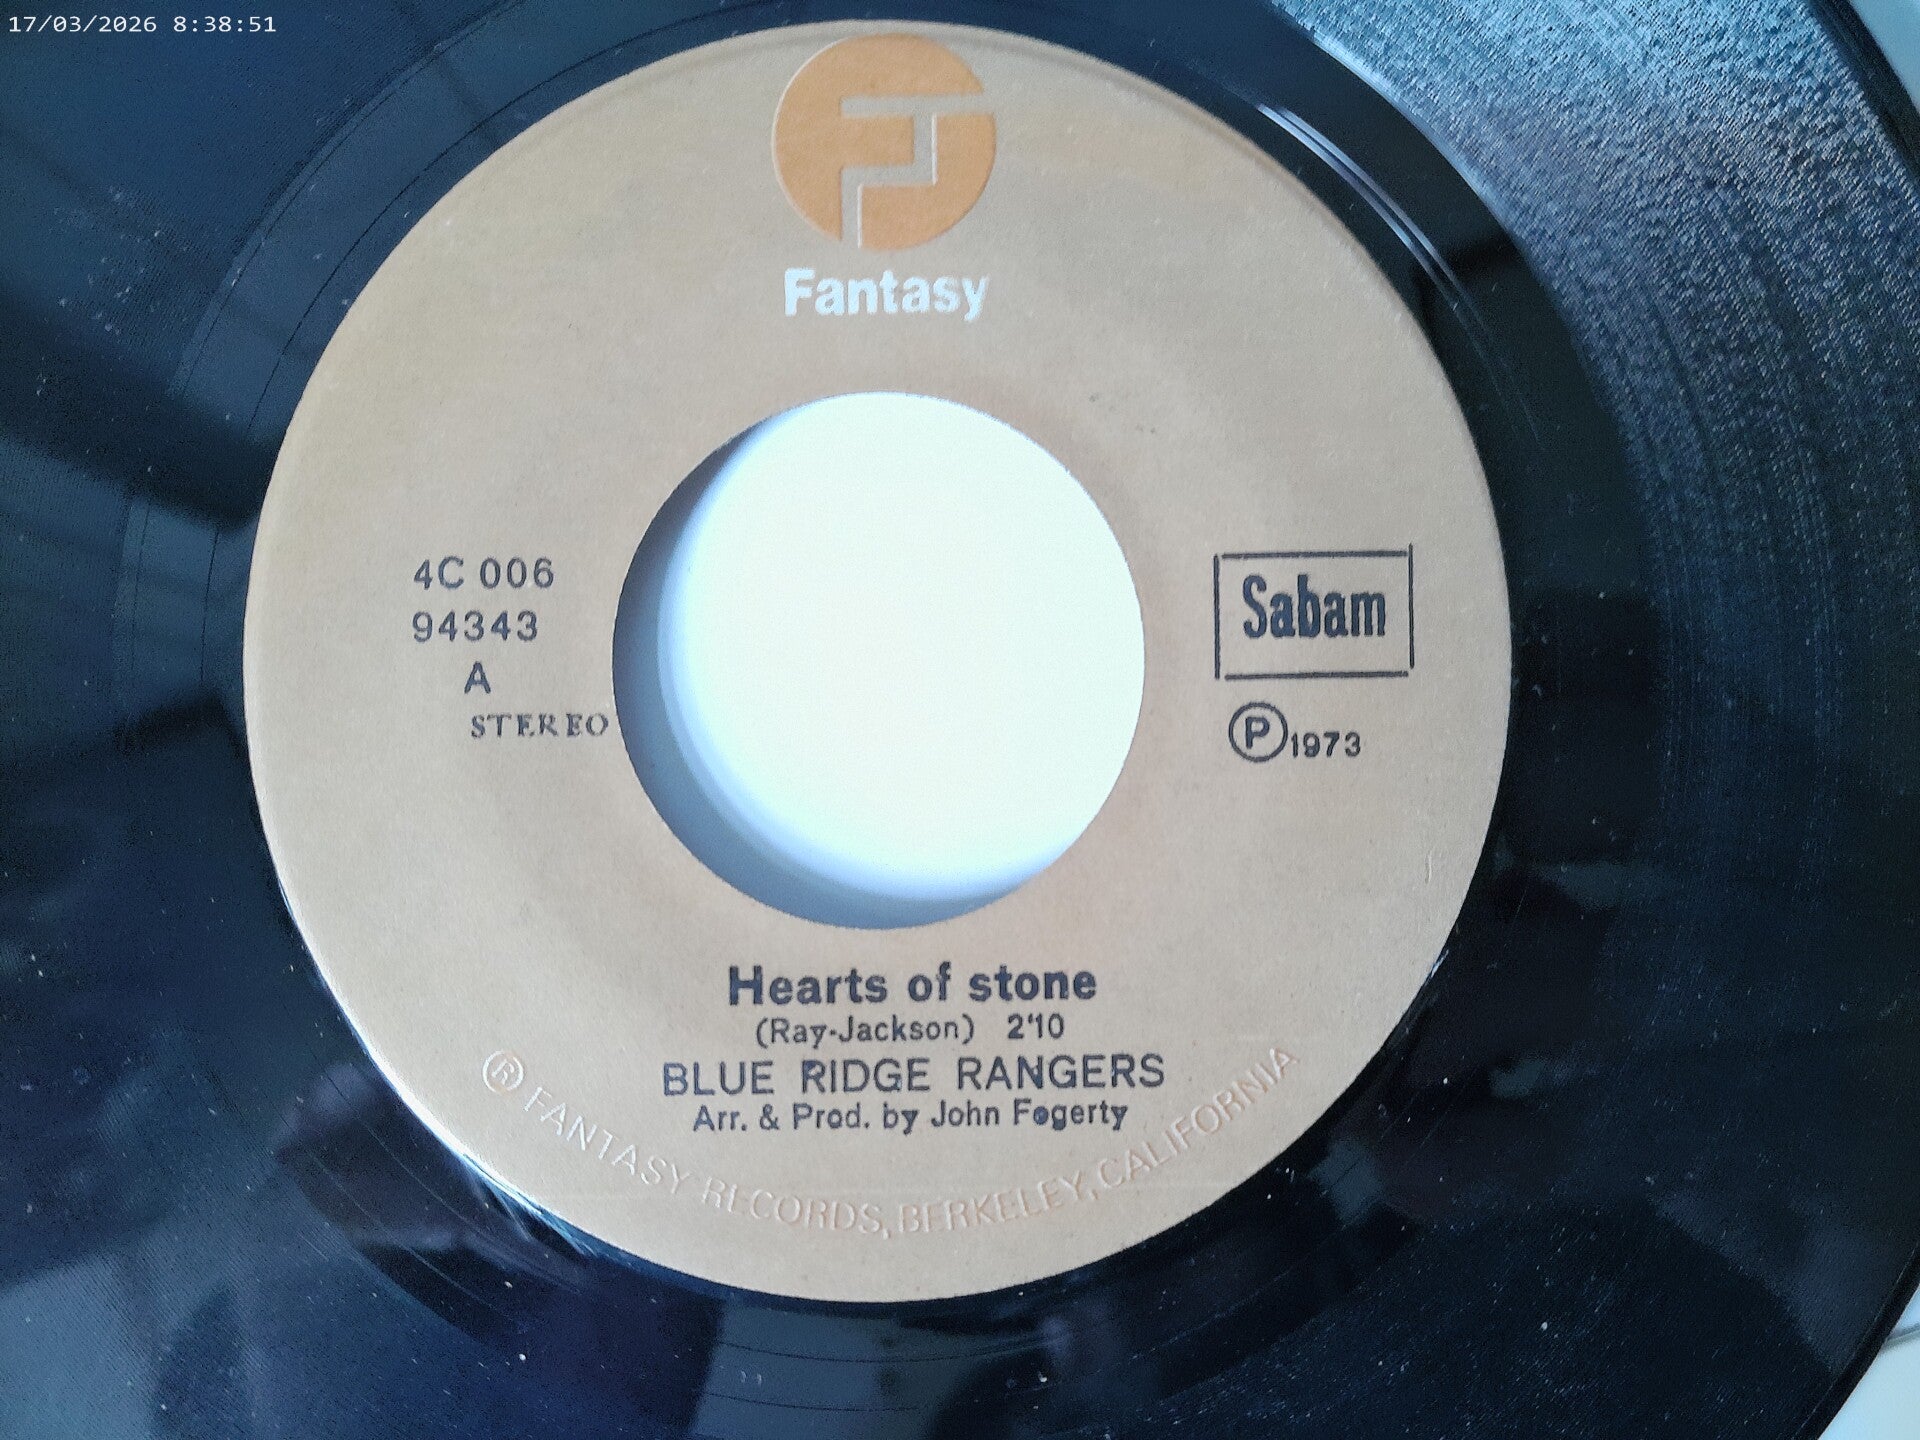 17/03/2026 8:38:51
Fantasy
4C 006
94343
A
STEREO
Sabam
Ⓟ1973
Hearts of stone
(Ray-Jackson) 2'10
BLUE RIDGE RANGERS
Arr. & Prod. by John Fogerty
® FANTASY RECORDS, BERKELEY, CALIFORNIA